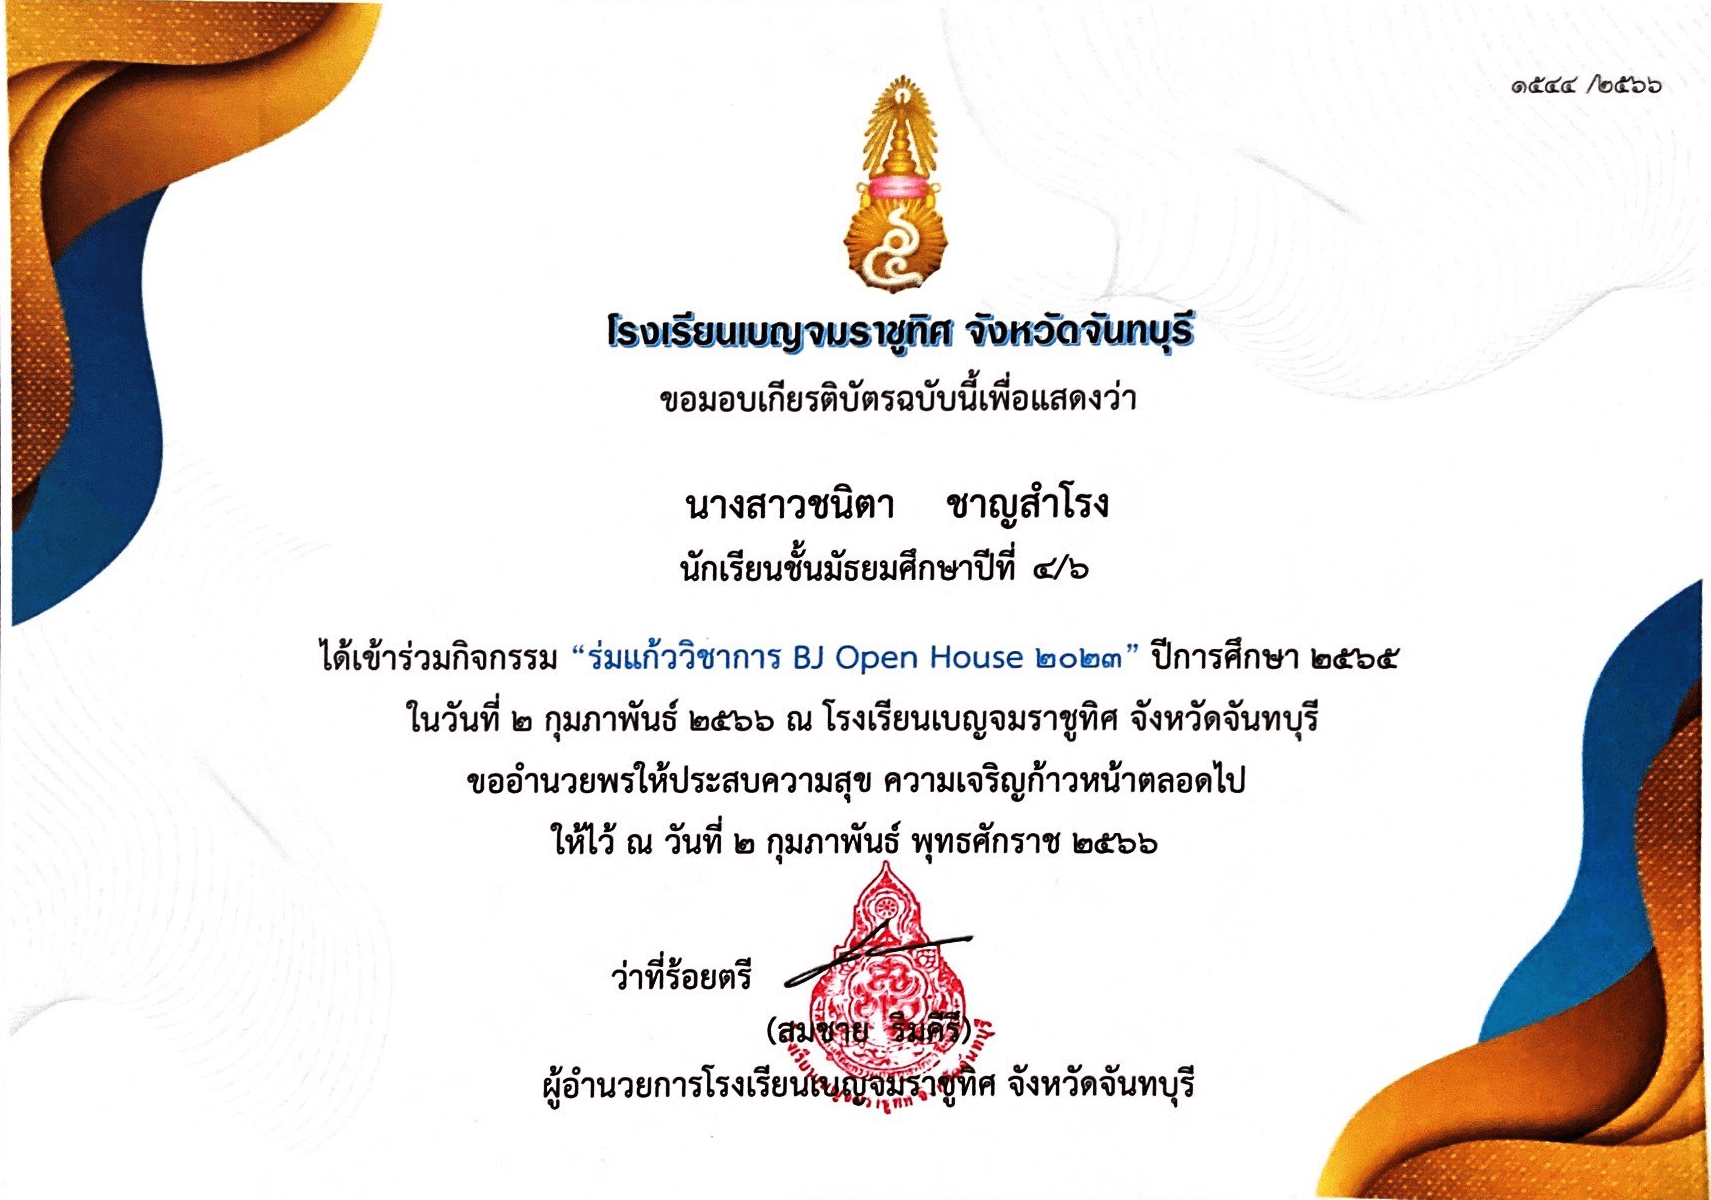 ๑๕๔๔ /๒๕๖๖
โรงเรียนเบญจมราชูทิศ จังหวัดจันทบุรี
ขอมอบเกียรติบัตรฉบับนี้เพื่อแสดงว่า
นางสาวชนิตา ชาญสำโรง
นักเรียนชั้นมัธยมศึกษาปีที่ ๔/๖
ได้เข้าร่วมกิจกรรม “ร่มแก้ววิชาการ BJ Open House ๒๐๒๓” ปีการศึกษา ๒๕๖๕
ในวันที่ ๒ กุมภาพันธ์ ๒๕๖๖ ณ โรงเรียนเบญจมราชูทิศ จังหวัดจันทบุรี
ขออำนวยพรให้ประสบความสุข ความเจริญก้าวหน้าตลอดไป
ให้ไว้ ณ วันที่ ๒ กุมภาพันธ์ พุทธศักราช ๒๕๖๖
ว่าที่ร้อยตรี
(สมชาย ริมคีรี)
ผู้อำนวยการโรงเรียนเบญจมราชูทิศ จังหวัดจันทบุรี